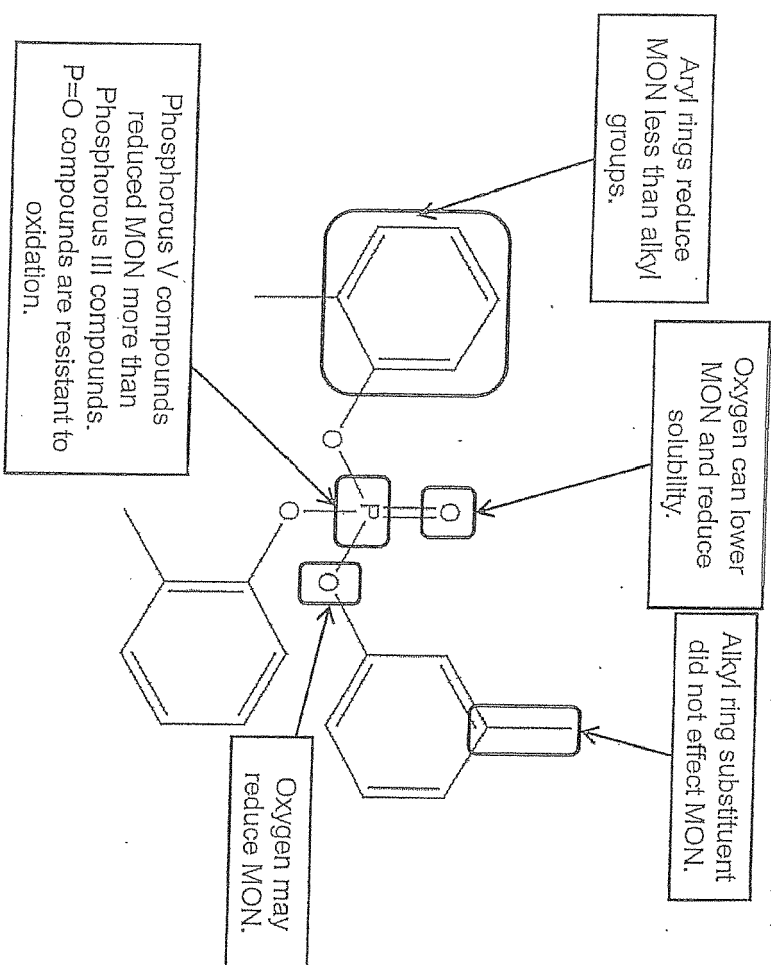 Aryl rings reduce
MON less than alkyl
groups.
Oxygen can lower
MON and reduce
solubility.
Alkyl ring substituent
did not effect MON.
O
P
O
O
O
Phosphorous V compounds
reduced MON more than
Phosphorous III compounds.
P=O compounds are resistant to
oxidation.
Oxygen may
reduce MON.